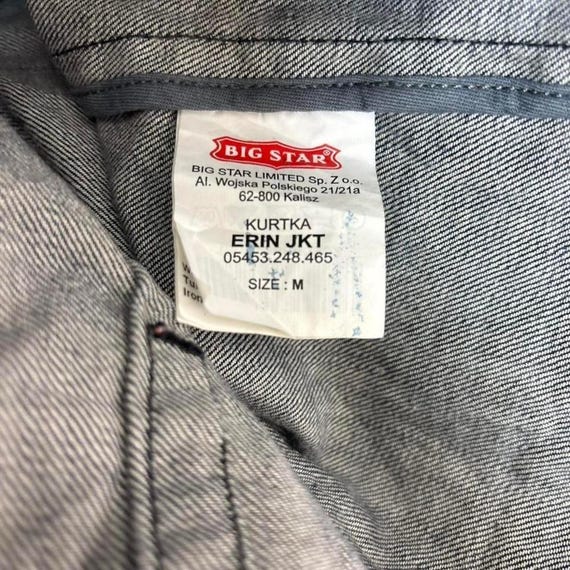 BIG STAR
BIG STAR LIMITED Sp. Z o.o.
Al. Wojska Polskiego 21/21a
62-800 Kalisz
KURTKA
ERIN JKT
05453.248.465
SIZE : M
Iron